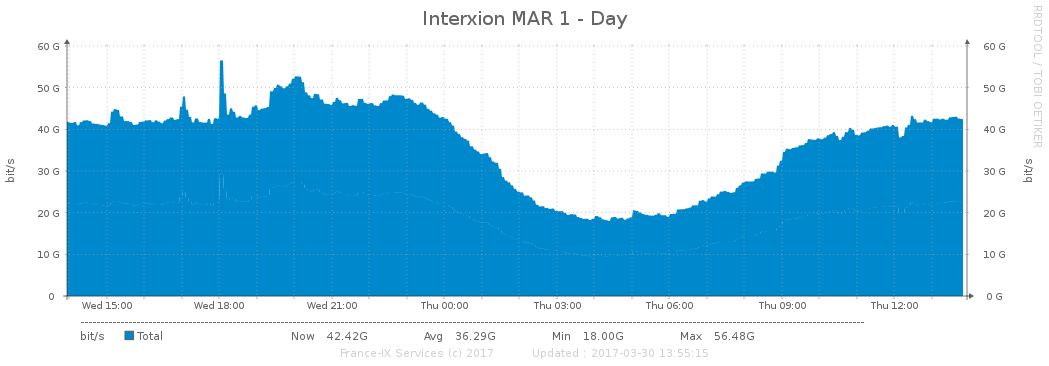 Interxion MAR 1 - Day
RRDTOOL / TOBI OETIKER
bit/s
bit/s
60 G 60 G
50 G 50 G
40 G 40 G
30 G 30 G
20 G 20 G
10 G 10 G
0 0 G
Wed 15:00 Wed 18:00 Wed 21:00 Thu 00:00 Thu 03:00 Thu 06:00 Thu 09:00 Thu 12:00
bit/s Total Now 42.42G Avg 36.29G Min 18.00G Max 56.48G
France-IX Services (c) 2017 Updated : 2017-03-30 13:55:15